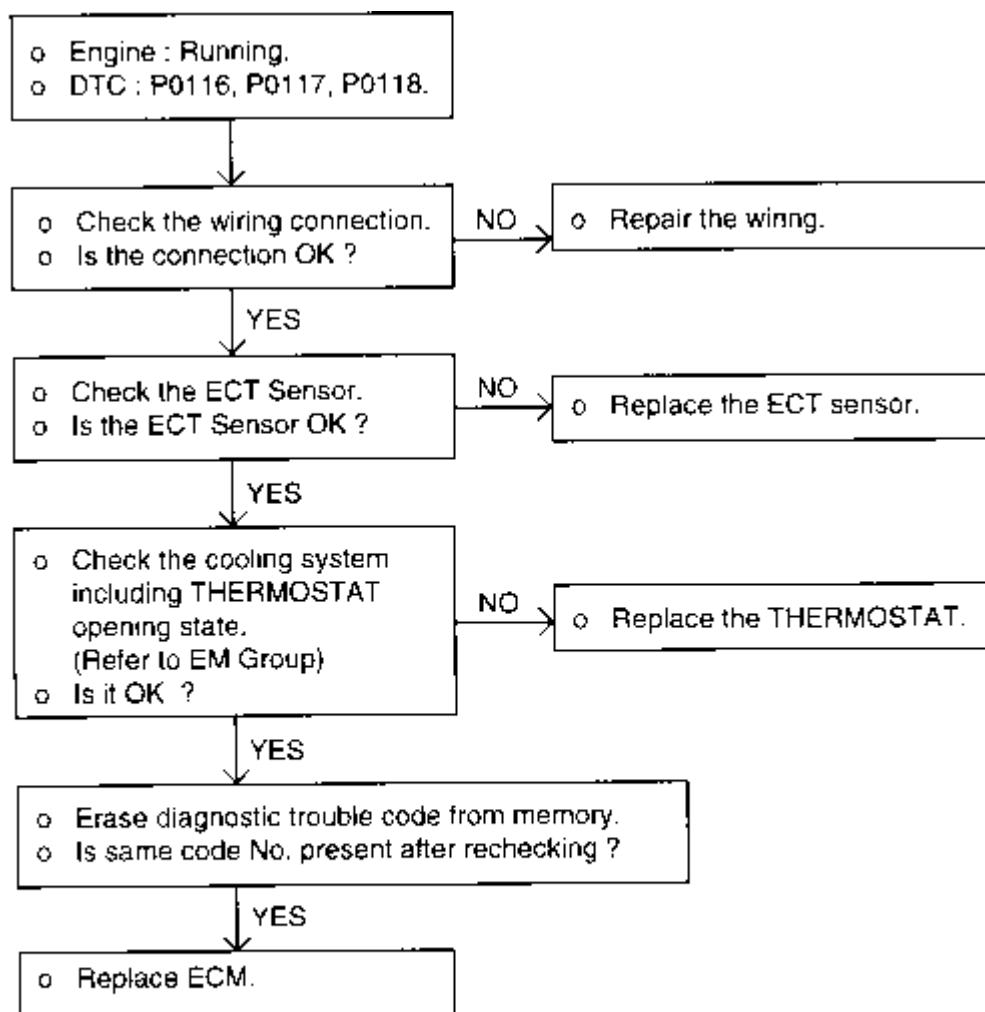 o Engine : Running.
o DTC : P0116, P0117, P0118.
o Check the wiring connection.
o Is the connection OK ?
NO
o Repair the wiring.
YES
o Check the ECT Sensor.
o Is the ECT Sensor OK ?
NO
o Replace the ECT sensor.
YES
o Check the cooling system
including THERMOSTAT
opening state.
(Refer to EM Group)
o Is it OK ?
NO
o Replace the THERMOSTAT.
YES
o Erase diagnostic trouble code from memory.
o Is same code No. present after rechecking ?
YES
o Replace ECM.